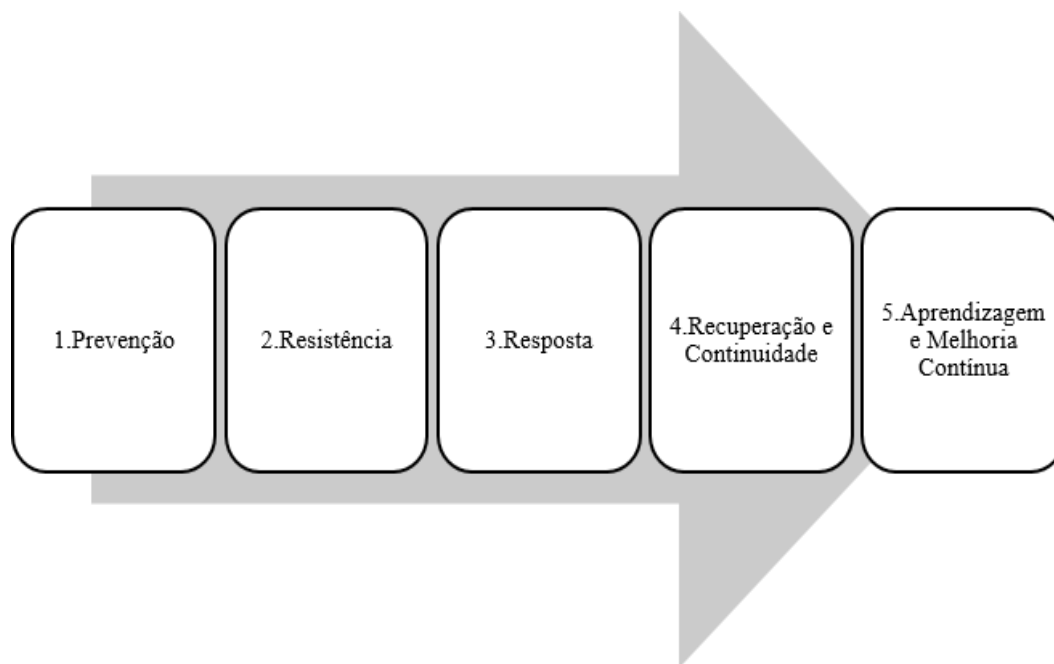 1.Prevenção
2.Resistência
3.Resposta
4.Recuperação e
Continuidade
5.Aprendizagem
e Melhoria
Contínua